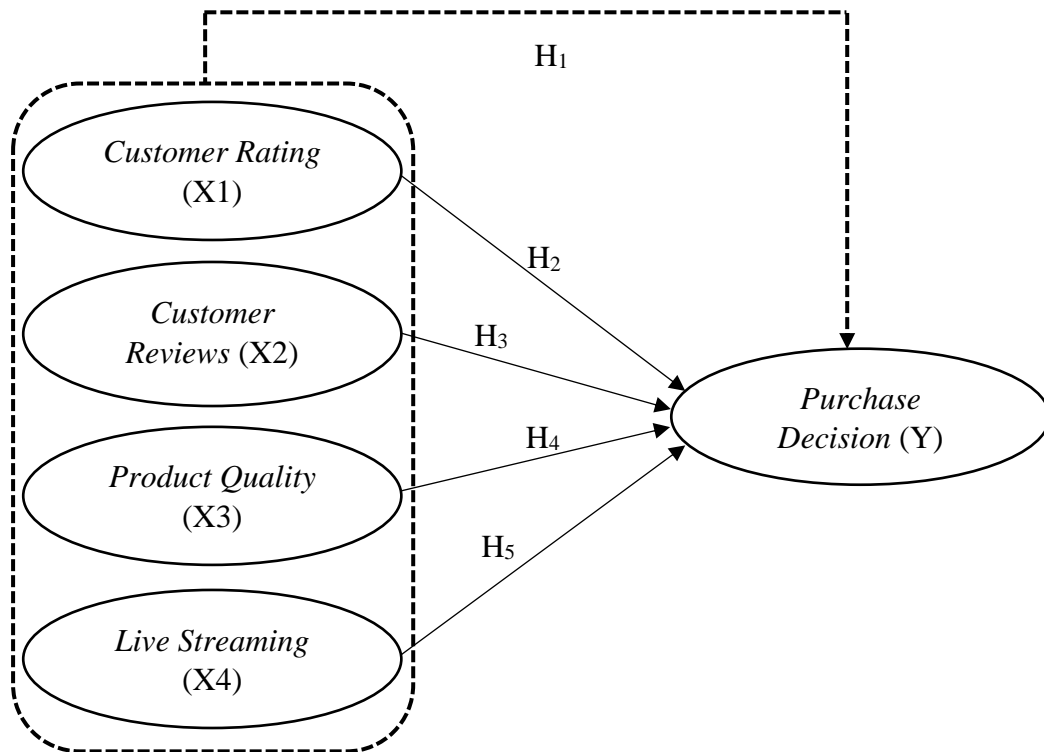 H₁
Customer Rating
(X1)
H₂
Customer
Reviews (X2)
H₃
Purchase
Decision (Y)
H₄
Product Quality
(X3)
H₅
Live Streaming
(X4)